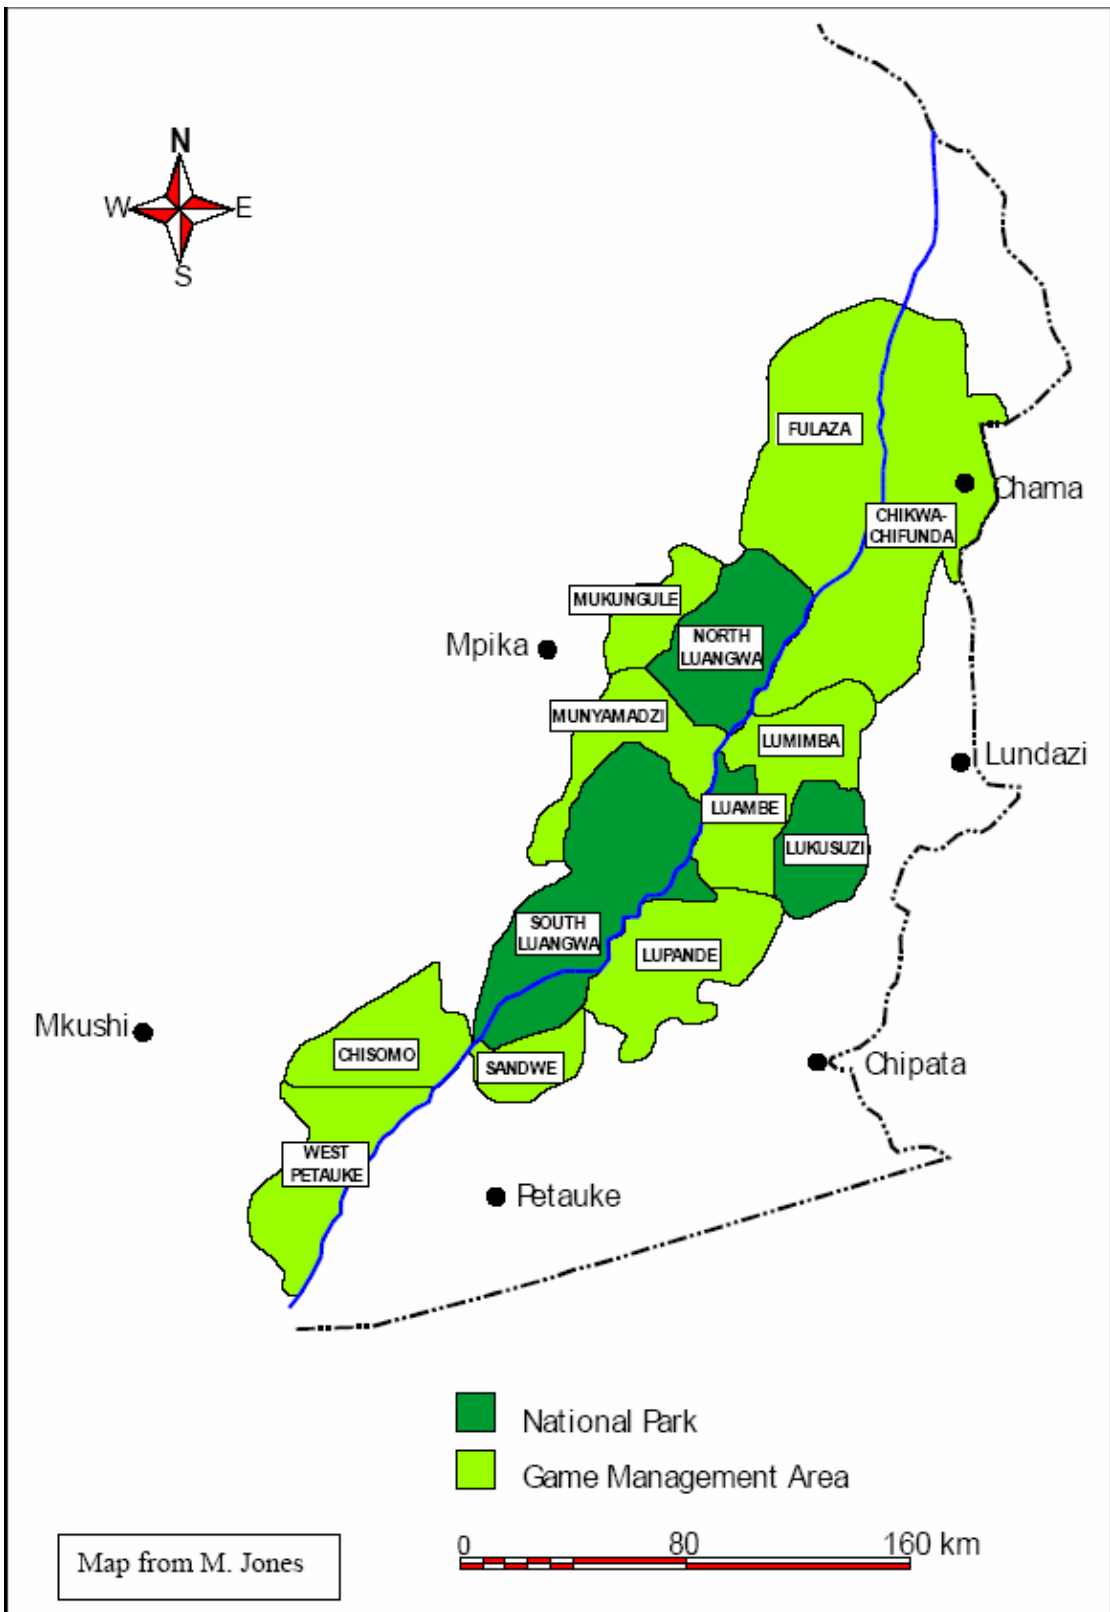 N
W E
S
FULAZA
Chama
CHIKWA-
CHIFUNDA
MUKUNGULE
Mpika
NORTH
LUANGWA
MUNYAMADZI
LUMIMBA
Lundazi
LUAMBE
LUKUSUZI
SOUTH
LUANGWA
LUPANDE
Mkushi
CHISOMO
SANDWE
Chipata
WEST
PETAUKE
Petauke
National Park
Game Management Area
Map from M. Jones
0 80 160 km